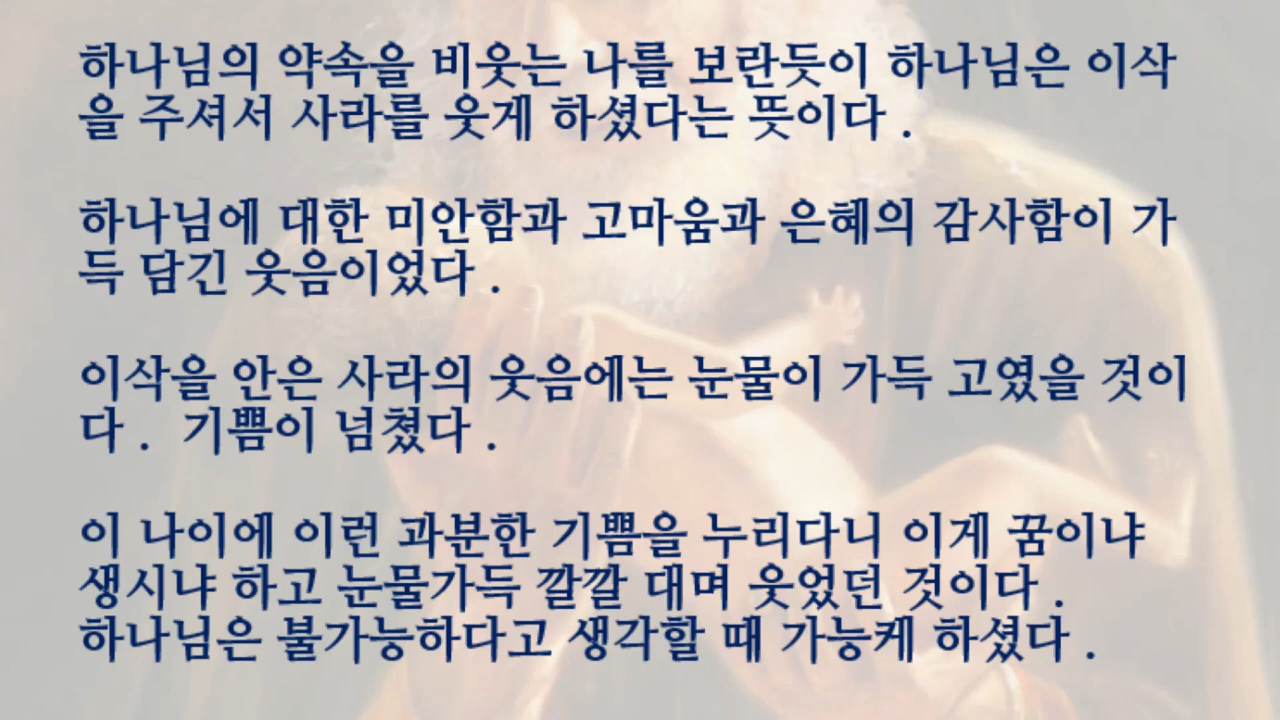 하나님의 약속을 비웃는 나를 보란듯이 하나님은 이삭
을 주셔서 사라를 웃게 하셨다는 뜻이다 .
하나님에 대한 미안함과 고마움과 은혜의 감사함이 가
득 담긴 웃음이었다 .
이삭을 안은 사라의 웃음에는 눈물이 가득 고였을 것이
다 .  기쁨이 넘쳤다 .
이 나이에 이런 과분한 기쁨을 누리다니 이게 꿈이냐
생시냐 하고 눈물가득 깔깔 대며 웃었던 것이다 .
하나님은 불가능하다고 생각할 때 가능케 하셨다 .